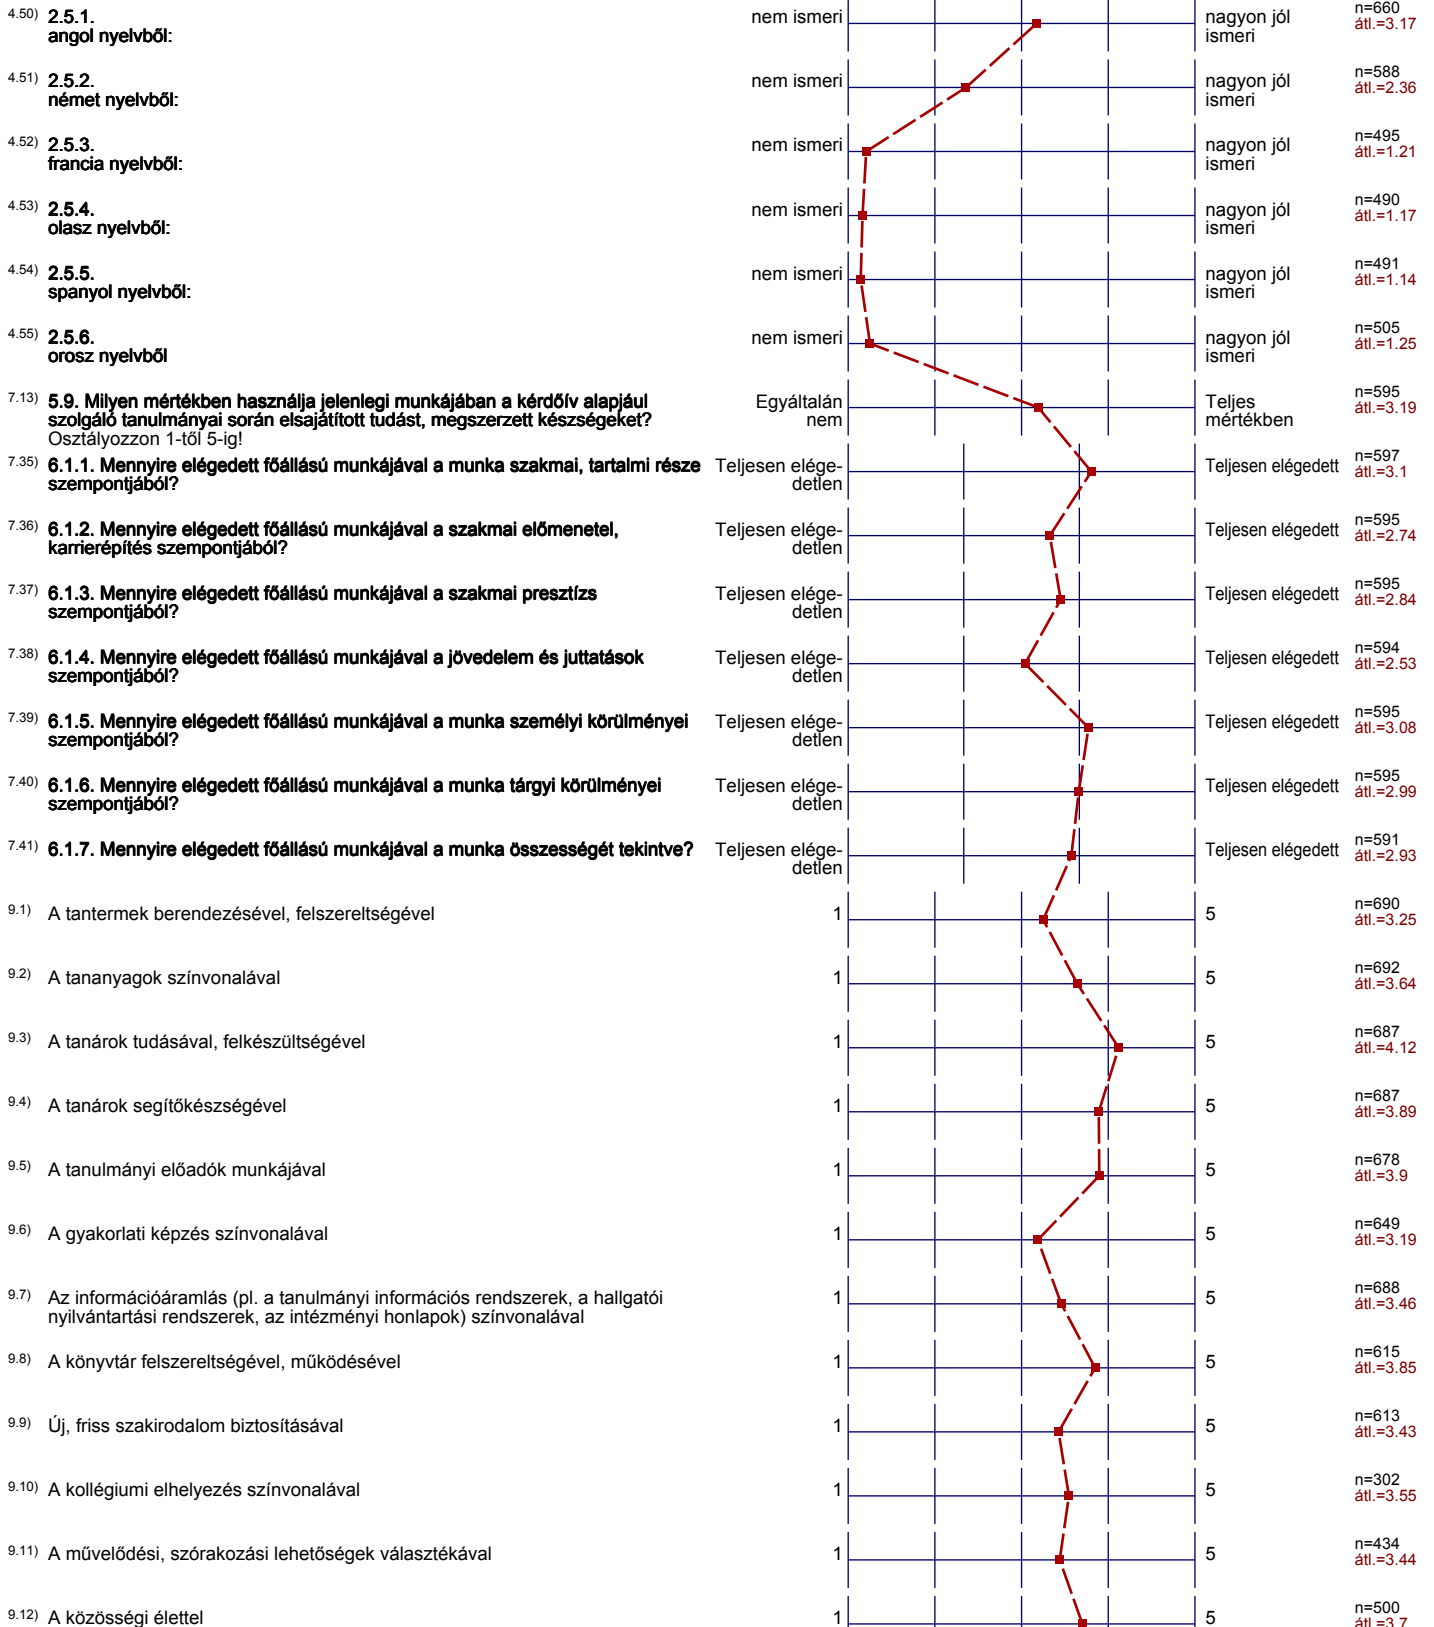 4.50) 2.5.1.
angol nyelvből:
nem ismeri
nagyon jól
ismeri
n=660
átl.=3.17
4.51) 2.5.2.
német nyelvből:
nem ismeri
nagyon jól
ismeri
n=588
átl.=2.36
4.52) 2.5.3.
francia nyelvből:
nem ismeri
nagyon jól
ismeri
n=495
átl.=1.21
4.53) 2.5.4.
olasz nyelvből:
nem ismeri
nagyon jól
ismeri
n=490
átl.=1.17
4.54) 2.5.5.
spanyol nyelvből:
nem ismeri
nagyon jól
ismeri
n=491
átl.=1.14
4.55) 2.5.6.
orosz nyelvből
nem ismeri
nagyon jól
ismeri
n=505
átl.=1.25
7.13) 5.9. Milyen mértékben használja jelenlegi munkájában a kérdőív alapjául
szolgáló tanulmányai során elsajátított tudást, megszerzett készségeket?
Osztályozzon 1-től 5-ig!
Egyáltalán
nem
Teljes
mértékben
n=595
átl.=3.19
7.35) 6.1.1. Mennyire elégedett főállású munkájával a munka szakmai, tartalmi része
szempontjából?
Teljesen elége-
detlen
Teljesen elégedett
n=597
átl.=3.1
7.36) 6.1.2. Mennyire elégedett főállású munkájával a szakmai előmenetel,
karrierépítés szempontjából?
Teljesen elége-
detlen
Teljesen elégedett
n=595
átl.=2.74
7.37) 6.1.3. Mennyire elégedett főállású munkájával a szakmai presztízs
szempontjából?
Teljesen elége-
detlen
Teljesen elégedett
n=595
átl.=2.84
7.38) 6.1.4. Mennyire elégedett főállású munkájával a jövedelem és juttatások
szempontjából?
Teljesen elége-
detlen
Teljesen elégedett
n=594
átl.=2.53
7.39) 6.1.5. Mennyire elégedett főállású munkájával a munka személyi körülményei
szempontjából?
Teljesen elége-
detlen
Teljesen elégedett
n=595
átl.=3.08
7.40) 6.1.6. Mennyire elégedett főállású munkájával a munka tárgyi körülményei
szempontjából?
Teljesen elége-
detlen
Teljesen elégedett
n=595
átl.=2.99
7.41) 6.1.7. Mennyire elégedett főállású munkájával a munka összességét tekintve?
Teljesen elége-
detlen
Teljesen elégedett
n=591
átl.=2.93
9.1) A tantermek berendezésével, felszereltségével
1
5
n=690
átl.=3.25
9.2) A tananyagok színvonalával
1
5
n=692
átl.=3.64
9.3) A tanárok tudásával, felkészültségével
1
5
n=687
átl.=4.12
9.4) A tanárok segítőkészségével
1
5
n=687
átl.=3.89
9.5) A tanulmányi előadók munkájával
1
5
n=678
átl.=3.9
9.6) A gyakorlati képzés színvonalával
1
5
n=649
átl.=3.19
9.7) Az információáramlás (pl. a tanulmányi információs rendszerek, a hallgatói
nyilvántartási rendszerek, az intézményi honlapok) színvonalával
1
5
n=688
átl.=3.46
9.8) A könyvtár felszereltségével, működésével
1
5
n=615
átl.=3.85
9.9) Új, friss szakirodalom biztosításával
1
5
n=613
átl.=3.43
9.10) A kollégiumi elhelyezés színvonalával
1
5
n=302
átl.=3.55
9.11) A művelődési, szórakozási lehetőségek választékával
1
5
n=434
átl.=3.44
9.12) A közösségi élettel
1
5
n=500
átl.=3.7